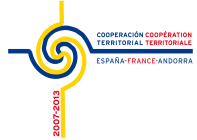 COOPERACIÓN COOPÉRATION
TERRITORIAL TERRITORIALE
ESPAÑA-FRANCE-ANDORRA
2007-2013